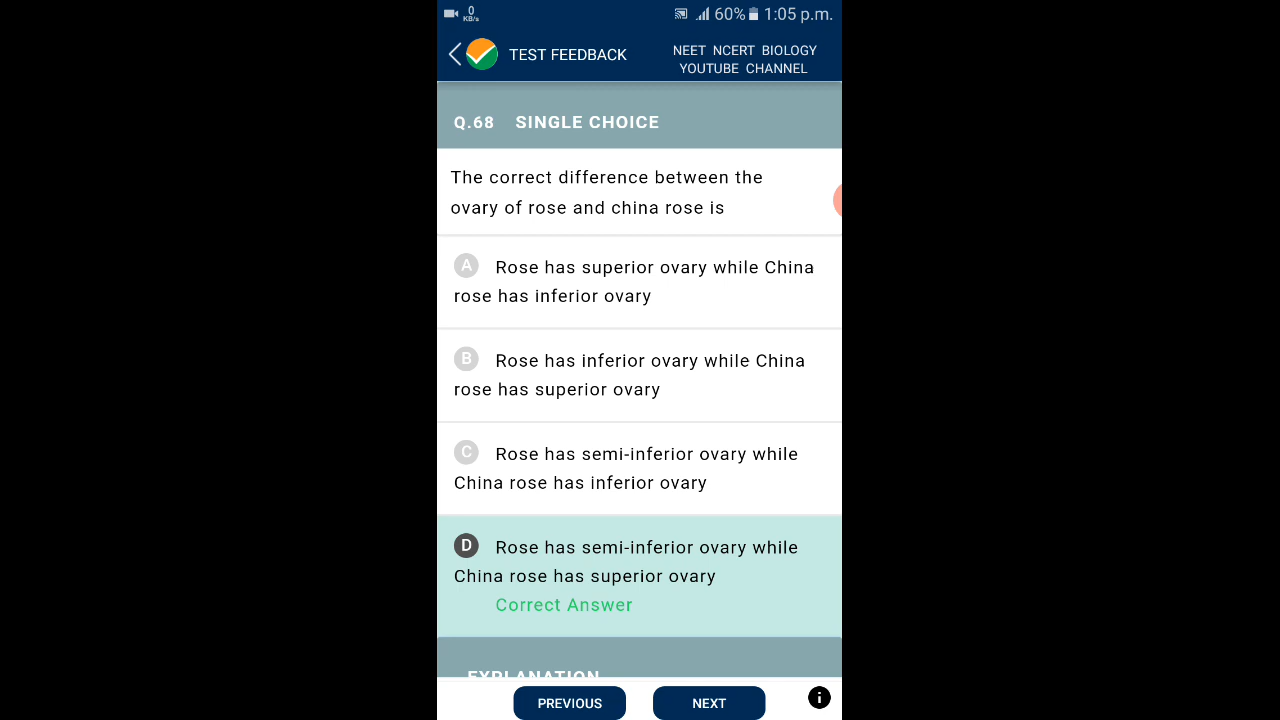 0
KB/s
60% 1:05 p.m.
TEST FEEDBACK
NEET NCERT BIOLOGY
YOUTUBE CHANNEL
Q.68 SINGLE CHOICE
The correct difference between the
ovary of rose and china rose is
A Rose has superior ovary while China
rose has inferior ovary
B Rose has inferior ovary while China
rose has superior ovary
C Rose has semi-inferior ovary while
China rose has inferior ovary
D Rose has semi-inferior ovary while
China rose has superior ovary
Correct Answer
EXPLANATION
PREVIOUS NEXT i